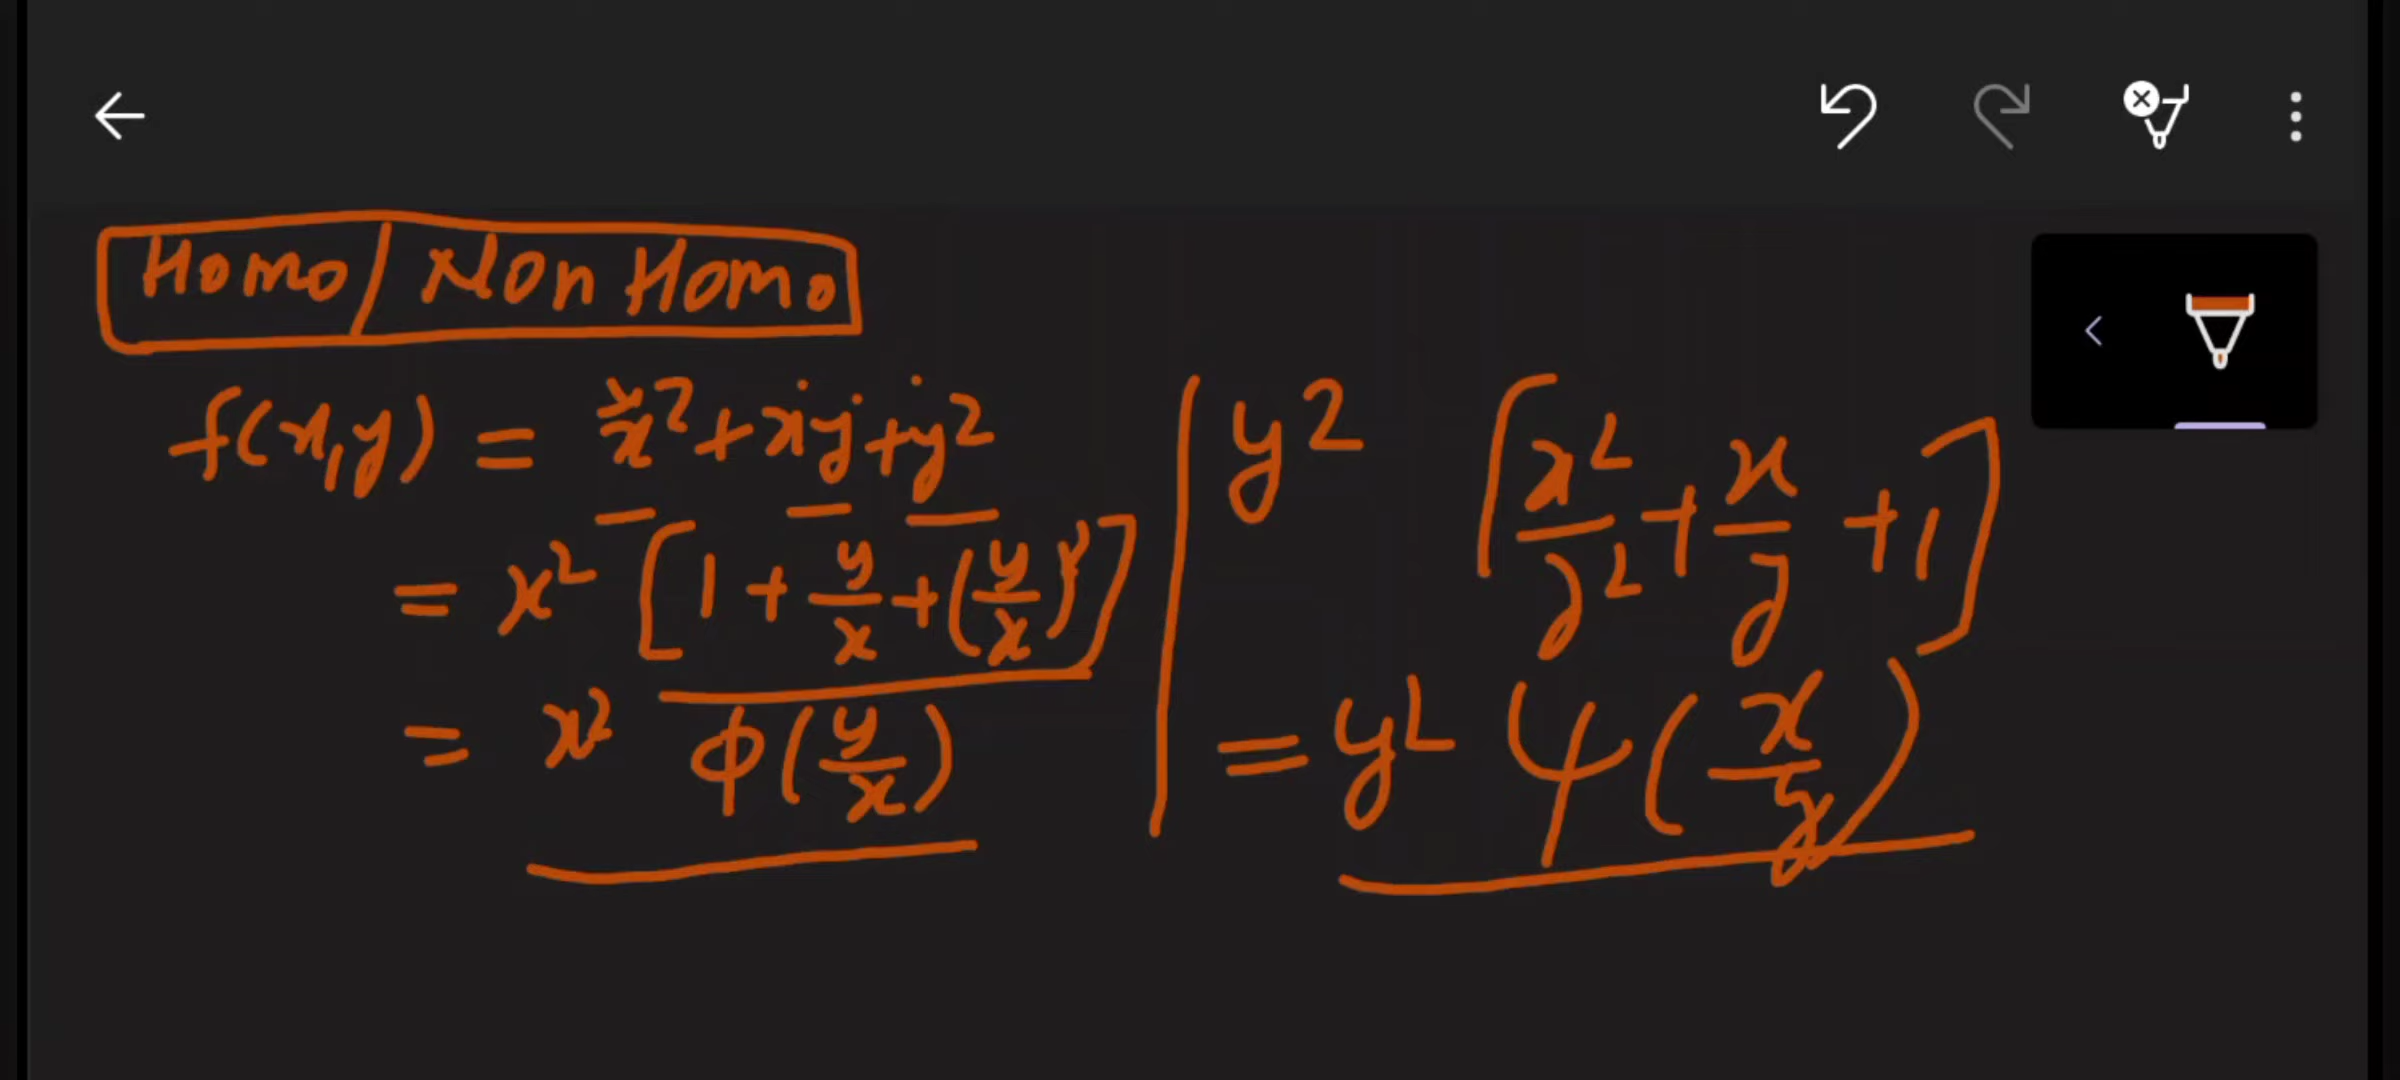 Homo / Non Homo
f(x,y) = x² + xy + y²
= x² [1 + y/x + (y/x)²]
= x² φ(y/x)
y² [x²/y² + x/y + 1]
= y² ψ(x/y)